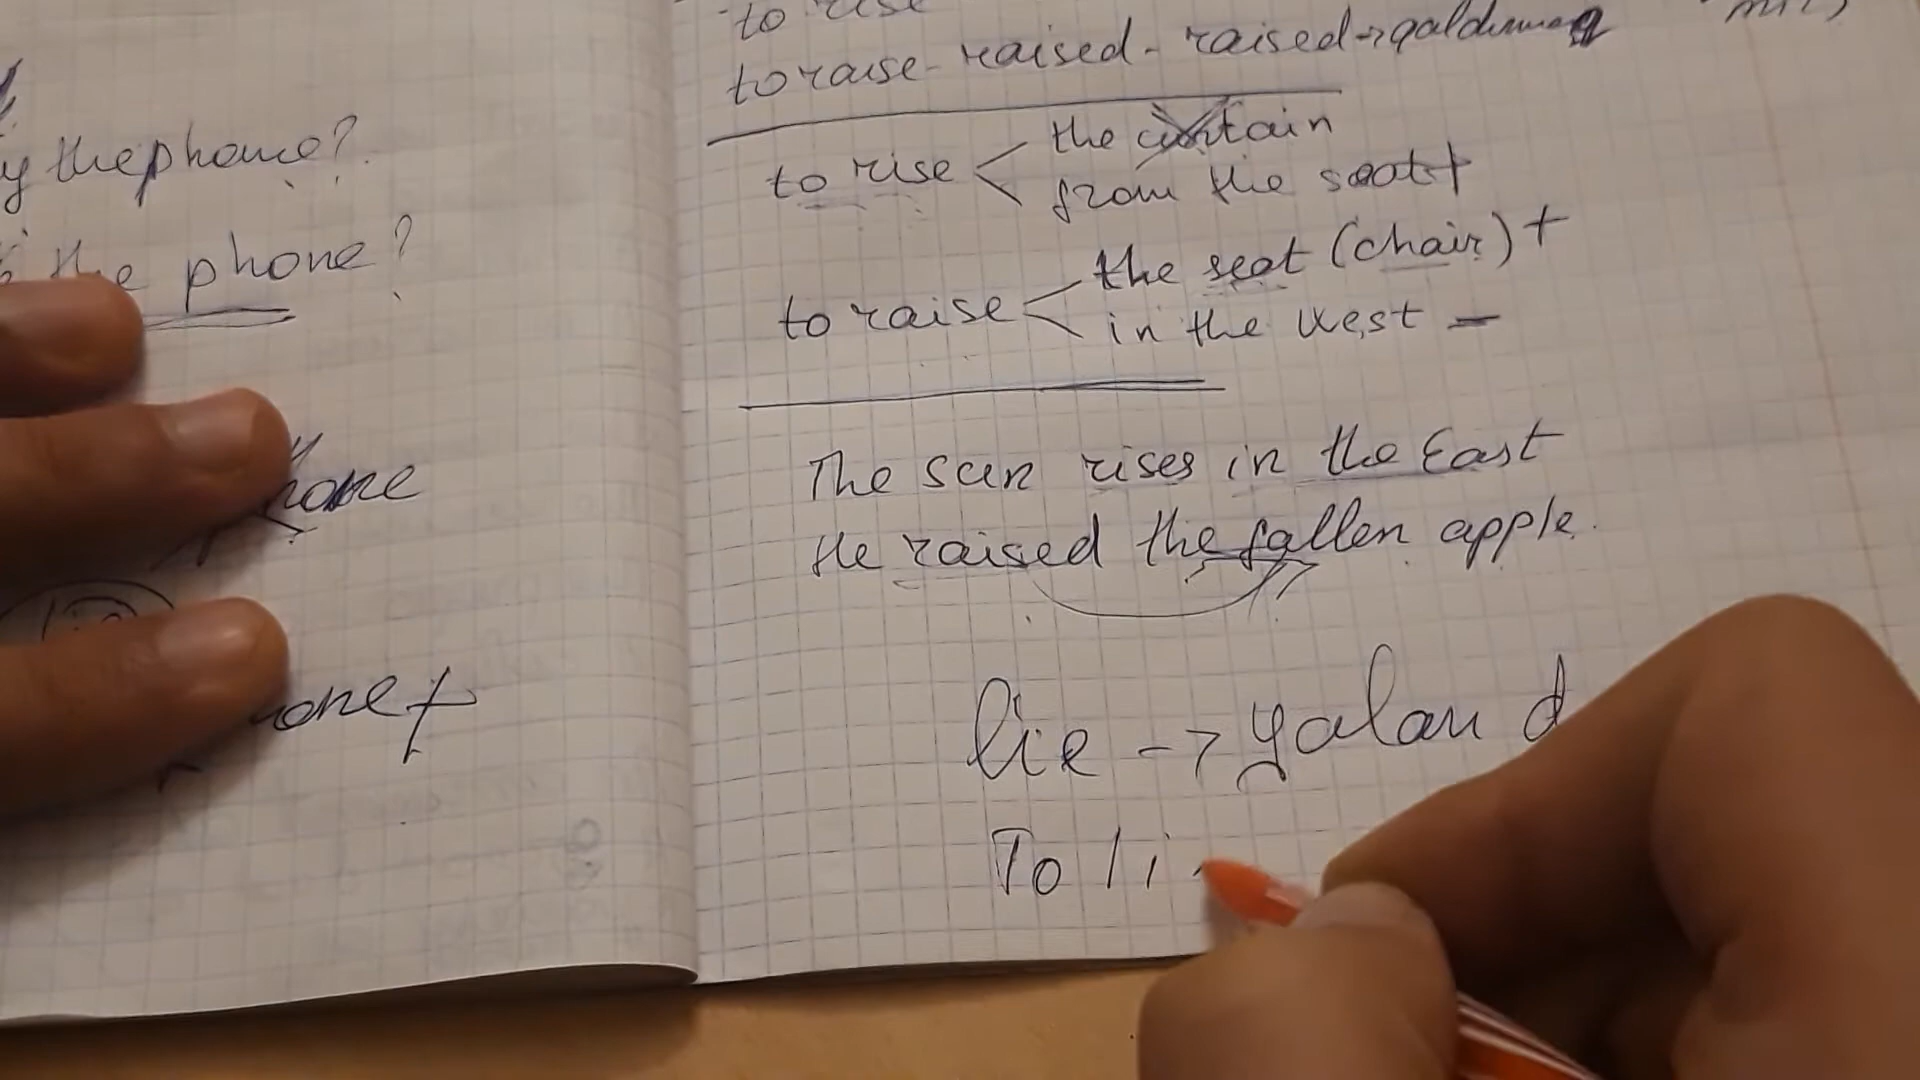 the phone?
the phone?
to rise
to raise - raised - raised → qaldırmaq
to rise < the
from the seat +
to raise < the seat (chair) +
in the West -
The sun rises in the East
He raised the fallen apple.
lie → yalan d
To li